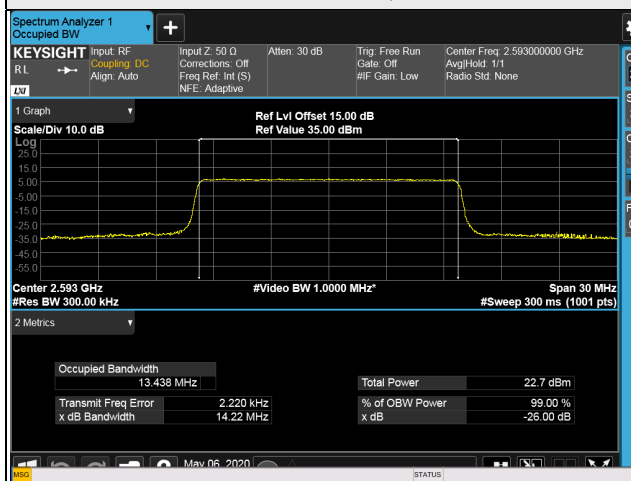 Spectrum Analyzer 1
Occupied BW
KEYSIGHT
RL
LXI
Input: RF
Coupling: DC
Align: Auto
Input Z: 50 Ω
Corrections: Off
Freq Ref: Int (S)
NFE: Adaptive
Atten: 30 dB
Trig: Free Run
Gate: Off
#IF Gain: Low
Center Freq: 2.593000000 GHz
Avg|Hold: 1/1
Radio Std: None
1 Graph
Scale/Div 10.0 dB
Ref Lvl Offset 15.00 dB
Ref Value 35.00 dBm
Log
25.0
15.0
5.00
-5.00
-15.0
-25.0
-35.0
-45.0
-55.0
Center 2.593 GHz
#Video BW 1.0000 MHz*
Span 30 MHz
#Res BW 300.00 kHz
#Sweep 300 ms (1001 pts)
2 Metrics
Occupied Bandwidth
13.438 MHz
Total Power 22.7 dBm
Transmit Freq Error 2.220 kHz
% of OBW Power 99.00 %
x dB Bandwidth 14.22 MHz
x dB -26.00 dB
May 06, 2020
MSG
STATUS